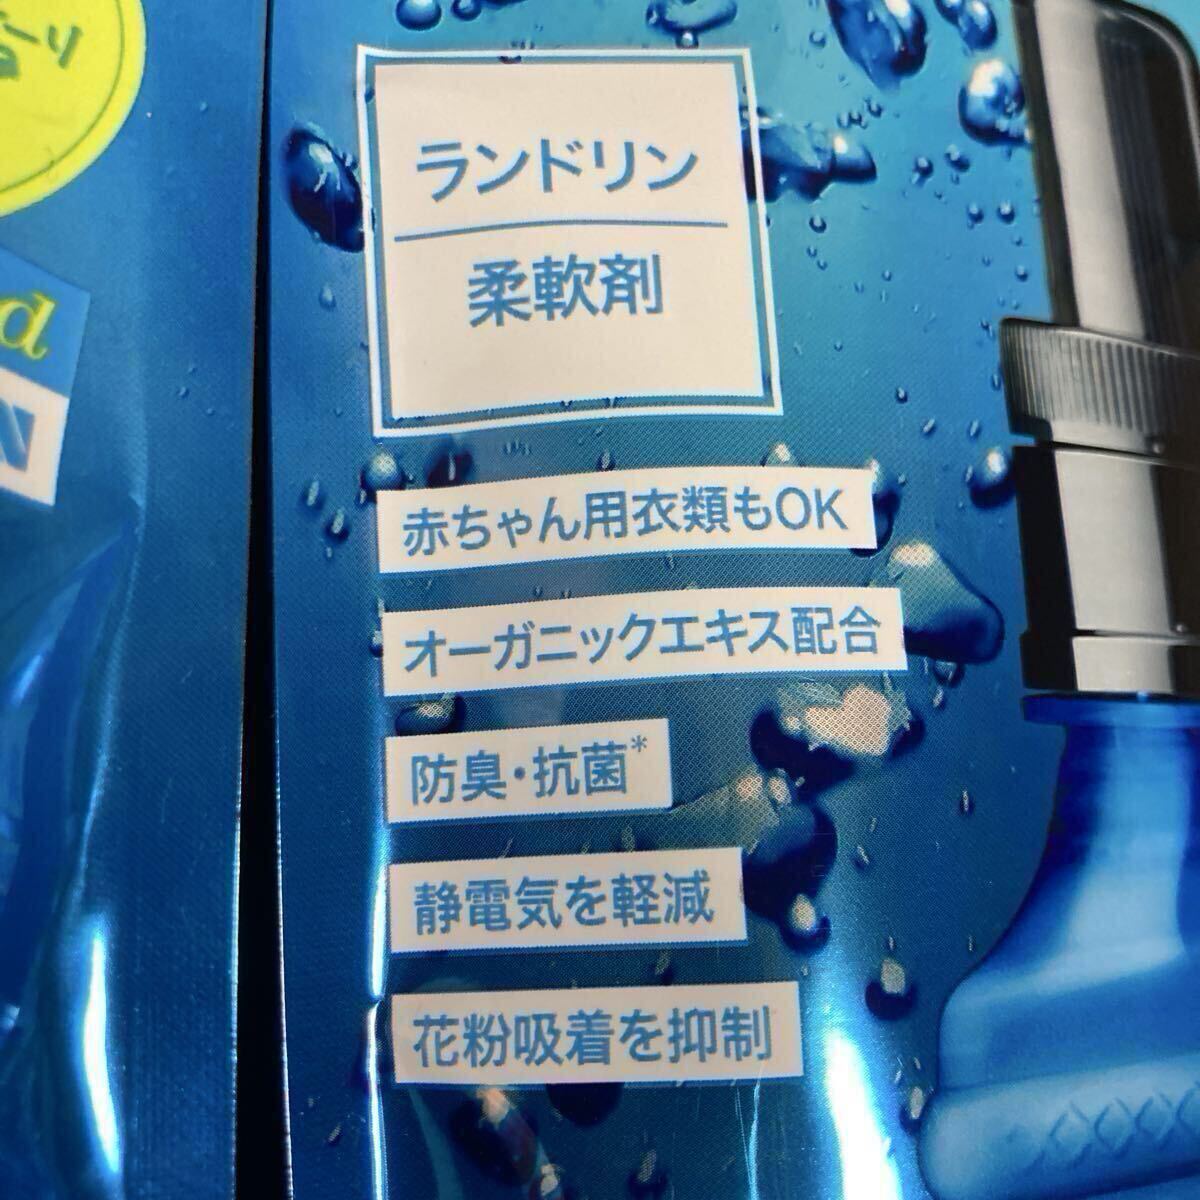 ランドリン
柔軟剤
赤ちゃん用衣類もOK
オーガニックエキス配合
防臭・抗菌*
静電気を軽減
花粉吸着を抑制
d
N